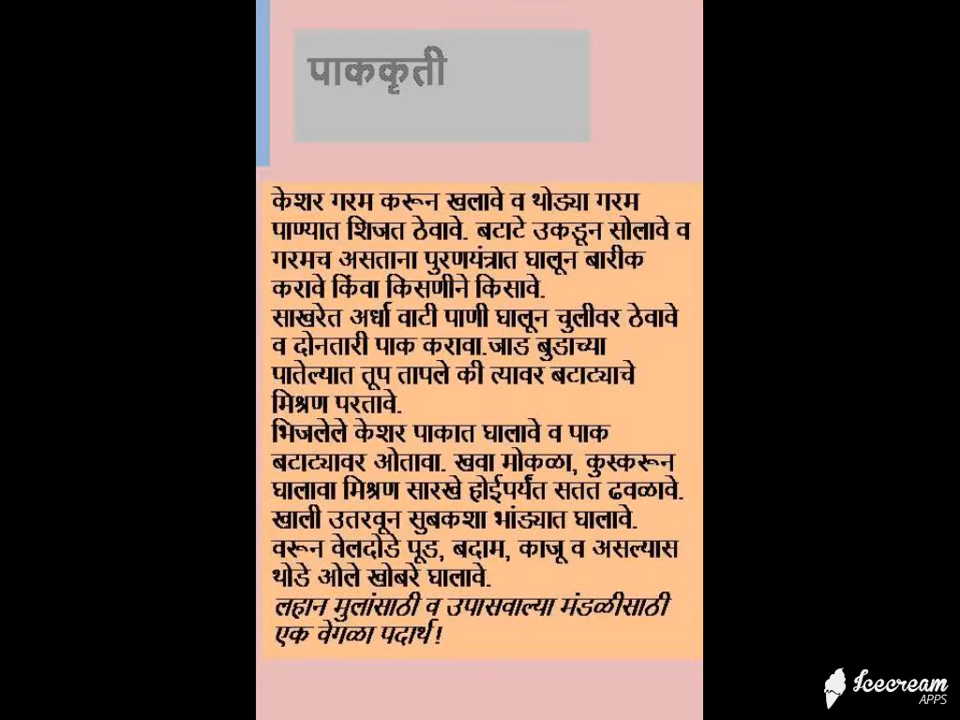 पाककृती
केशर गरम करून खलावे व थोड्या गरम
पाण्यात शिजत ठेवावे. बटाटे उकडून सोलावे व
गरमच असताना पुरणयंत्रात घालून बारीक
करावे किंवा किसणीने किसावे.
साखरेत अर्धा वाटी पाणी घालून चुलीवर ठेवावे
व दोनतारी पाक करावा.जाड बुडाच्या
पातेल्यात तूप तापले की त्यावर बटाट्याचे
मिश्रण परतावे.
भिजलेले केशर पाकात घालावे व पाक
बटाट्यावर ओतावा. खवा मोकळा, कुस्करून
घालावा मिश्रण सारखे होईपर्यंत सतत ढवळावे.
खाली उतरवून सुबकशा भांड्यात घालावे.
वरून वेलदोडे पूड, बदाम, काजू व असल्यास
थोडे ओले खोबरे घालावे.
लहान मुलांसाठी व उपासवाल्या मंडळीसाठी
एक वेगळा पदार्थ!
Icecream
APPS